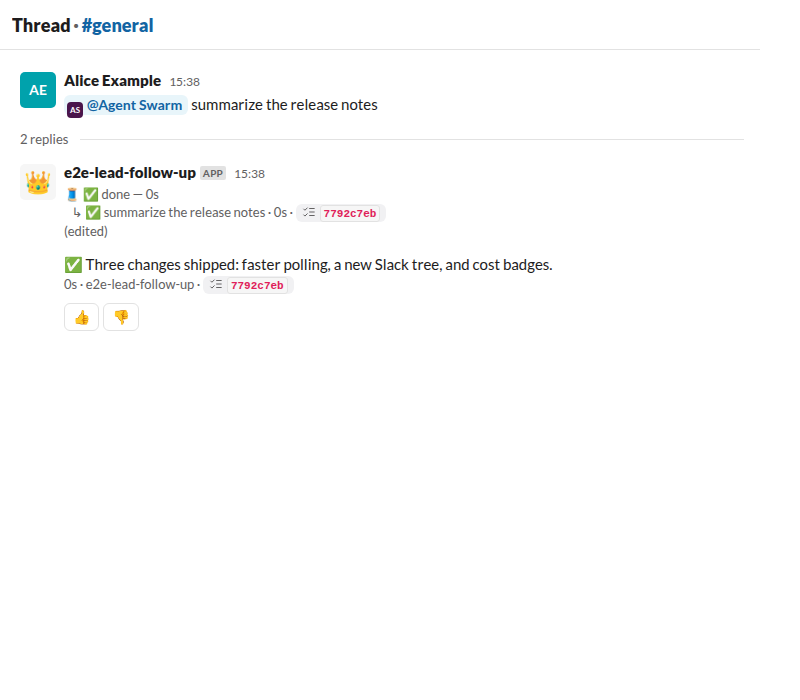 Thread · #general
AE
Alice Example 15:38
AS @Agent Swarm summarize the release notes
2 replies
e2e-lead-follow-up APP 15:38
🧵 ✅ done — 0s
↳ ✅ summarize the release notes · 0s · 7792c7eb
(edited)
✅ Three changes shipped: faster polling, a new Slack tree, and cost badges.
0s · e2e-lead-follow-up · 7792c7eb
👍 👎